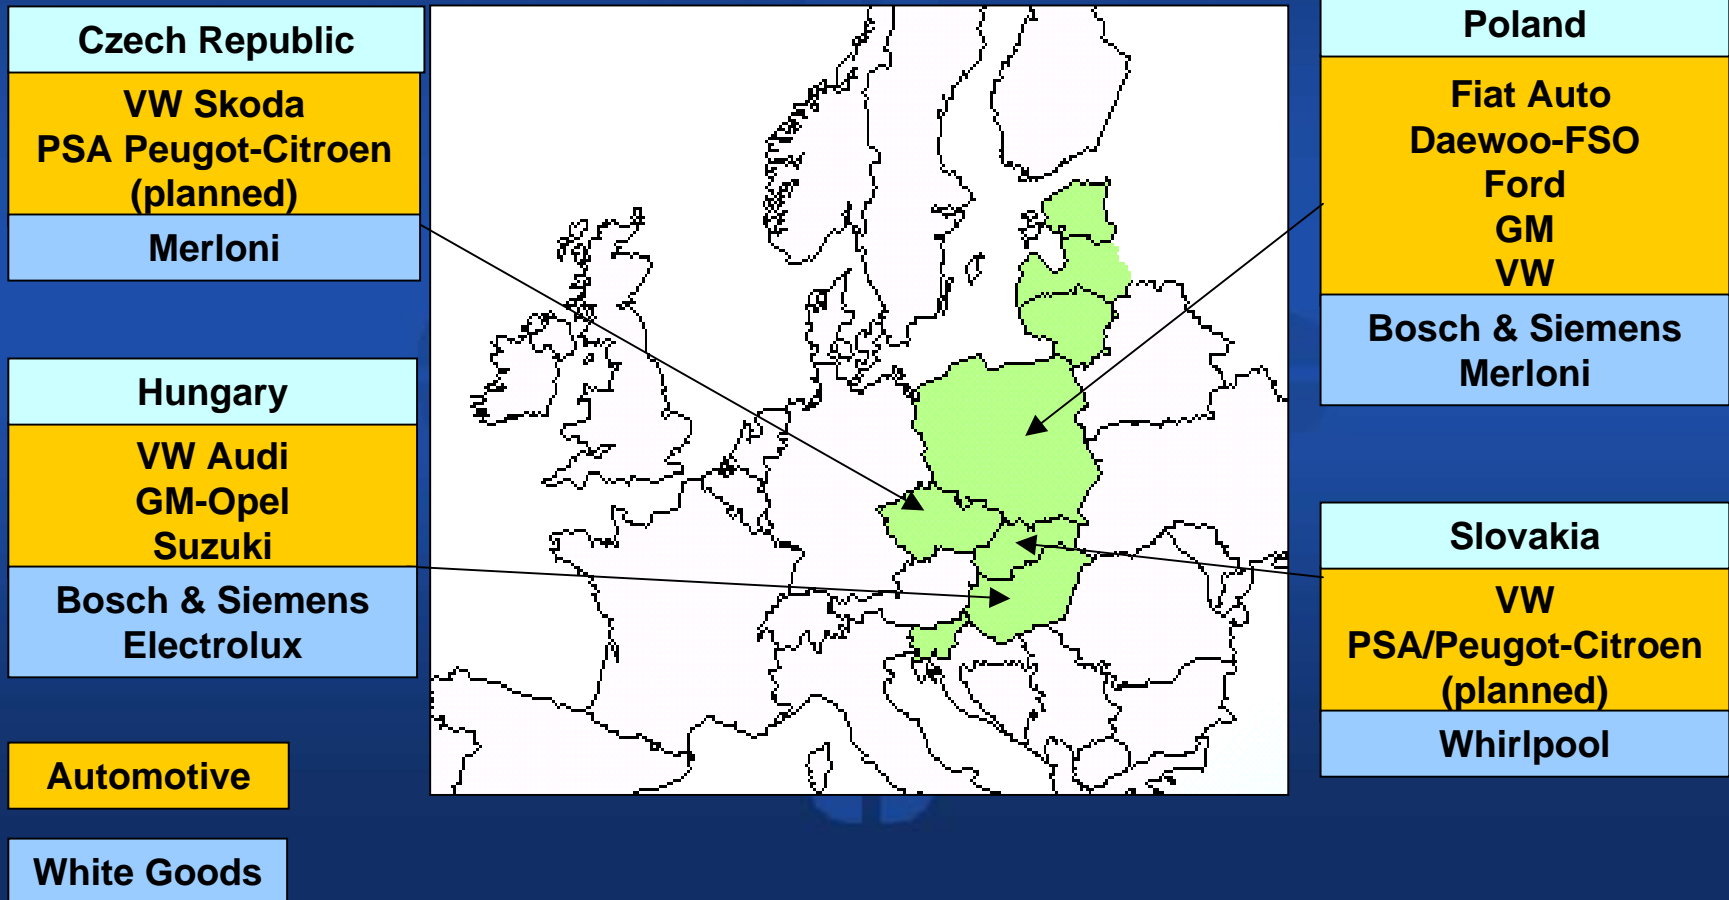 Czech Republic
VW Skoda
PSA Peugot-Citroen
(planned)
Merloni
Hungary
VW Audi
GM-Opel
Suzuki
Bosch & Siemens
Electrolux
Automotive
White Goods
Poland
Fiat Auto
Daewoo-FSO
Ford
GM
VW
Bosch & Siemens
Merloni
Slovakia
VW
PSA/Peugot-Citroen
(planned)
Whirlpool